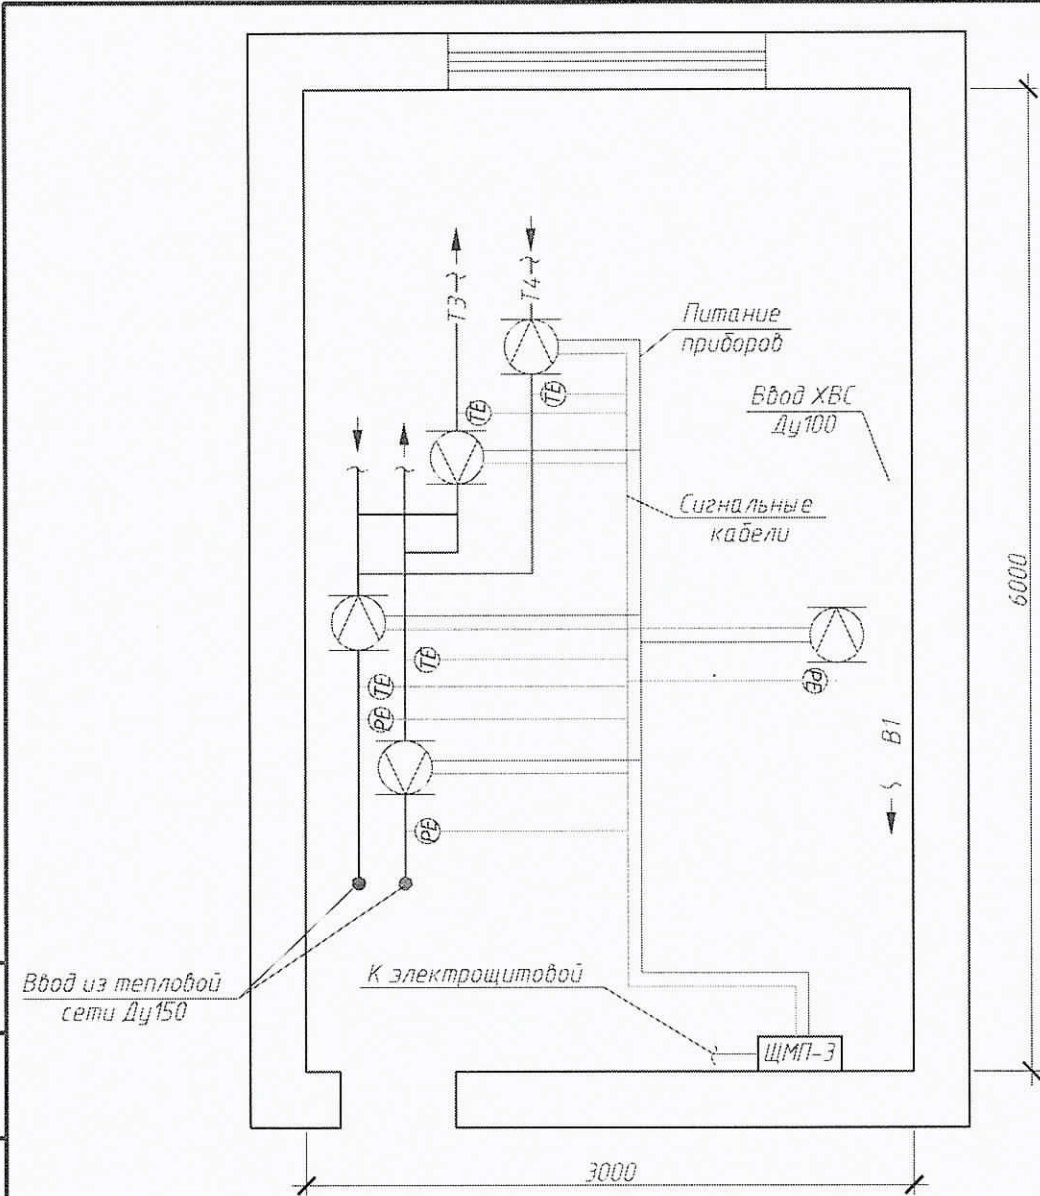 Т3
Т4
Питание
приборов
Ввод ХВС
Ду100
ТЕ
ТЕ
Сигнальные
кабели
6000
ТЕ
ТЕ
РЕ
РЕ
В1
РЕ
Ввод из тепловой
сети Ду150
К электрощитовой
ЩМП-3
3000